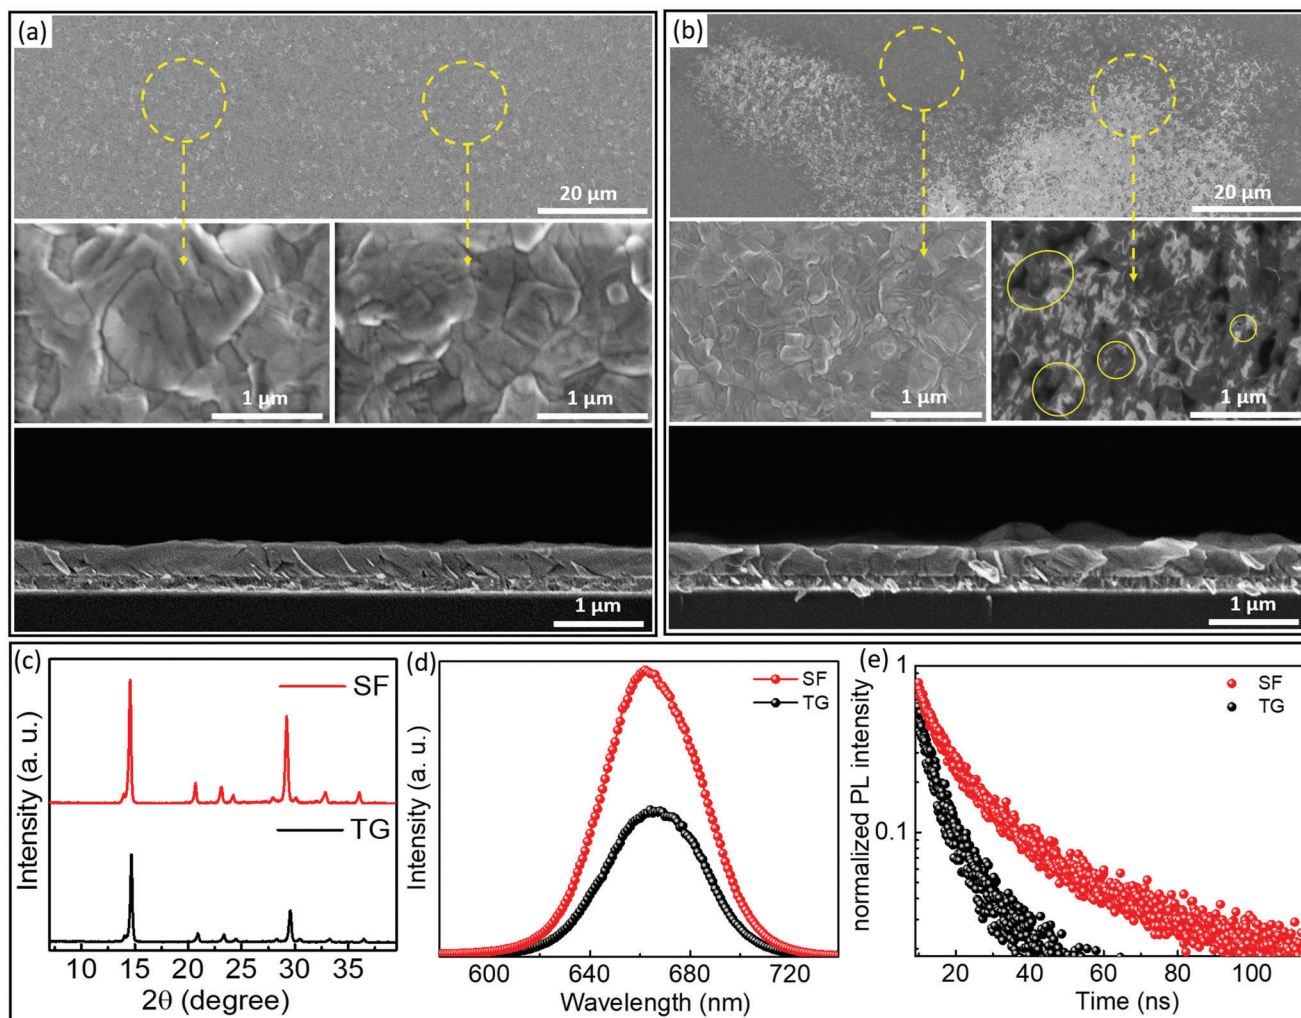 (a)
20 μm
1 μm
1 μm
1 μm
(b)
20 μm
1 μm
1 μm
1 μm
(c)
SF
TG
Intensity (a. u.)
10 15 20 25 30 35
2θ (degree)
(d)
SF
TG
Intensity (a. u.)
600 640 680 720
Wavelength (nm)
(e)
SF
TG
normalized PL intensity
1
0.1
20 40 60 80 100
Time (ns)